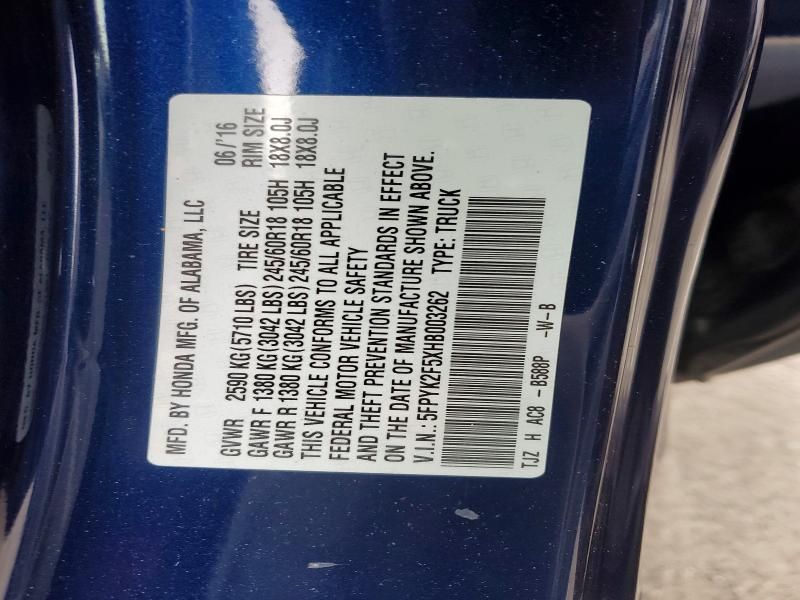 MFD. BY HONDA MFG. OF ALABAMA, LLC
06/'16
GVWR 2590 KG(5710 LBS) TIRE SIZE RIM SIZE
GAWR F 1380 KG(3042 LBS)245/60R18 105H 18X8.0J
GAWR R 1380 KG(3042 LBS)245/60R18 105H 18X8.0J
THIS VEHICLE CONFORMS TO ALL APPLICABLE
FEDERAL MOTOR VEHICLE SAFETY
AND THEFT PREVENTION STANDARDS IN EFFECT
ON THE DATE OF MANUFACTURE SHOWN ABOVE.
V.I.N.: 5FPYK2F5XHB003262 TYPE: TRUCK
TJZ H AC8 -B588P -W-B